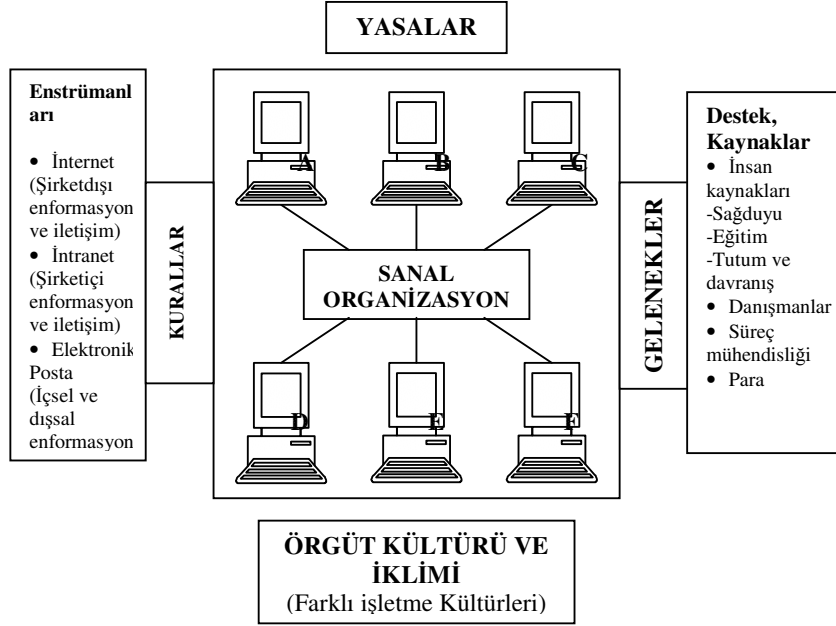 YASALAR
Enstrümanl
arı
• İnternet
(Şirketdışı
enformasyon
ve iletişim)
• İntranet
(Şirketiçi
enformasyon
ve iletişim)
• Elektronik
Posta
(İçsel ve
dışsal
enformasyon
KURALLAR
A
B
C
SANAL
ORGANİZASYON
D
E
F
GELENEKLER
Destek,
Kaynaklar
• İnsan
kaynakları
-Sağduyu
-Eğitim
-Tutum ve
davranış
• Danışmanlar
• Süreç
mühendisliği
• Para
ÖRGÜT KÜLTÜRÜ VE
İKLİMİ
(Farklı işletme Kültürleri)